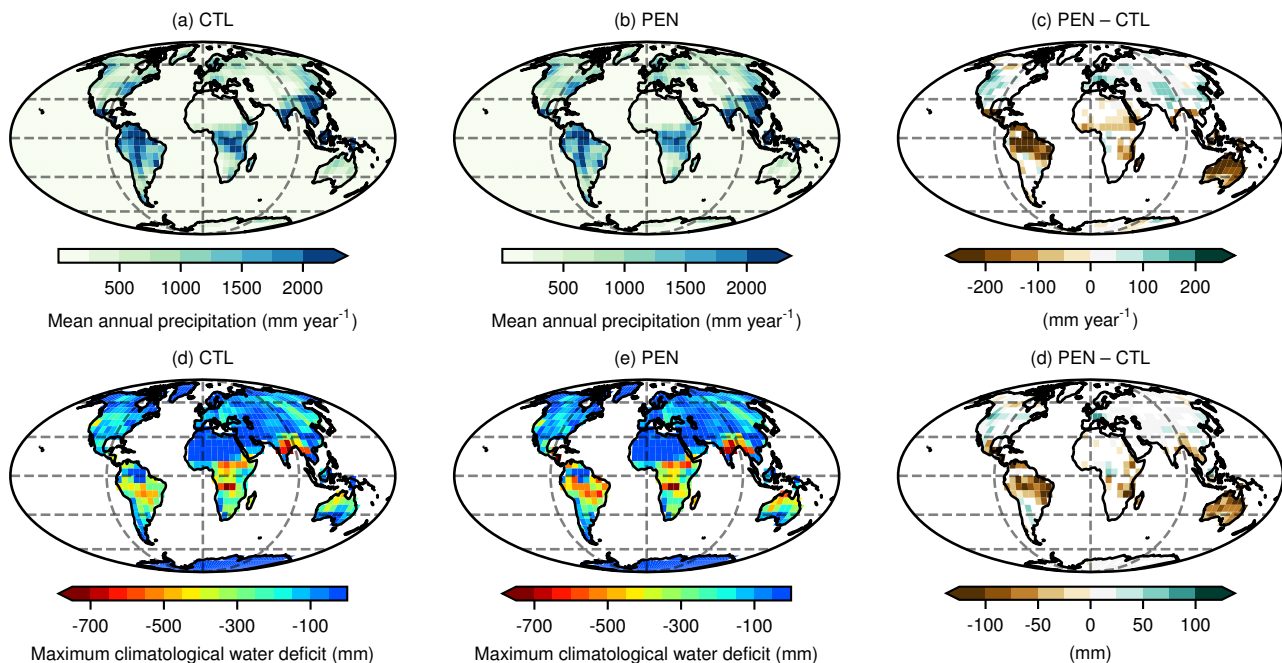 (a) CTL
(b) PEN
(c) PEN – CTL
500 1000 1500 2000
500 1000 1500 2000
-200 -100 0 100 200
Mean annual precipitation (mm year⁻¹)
Mean annual precipitation (mm year⁻¹)
(mm year⁻¹)
(d) CTL
(e) PEN
(d) PEN – CTL
-700 -500 -300 -100
-700 -500 -300 -100
-100 -50 0 50 100
Maximum climatological water deficit (mm)
Maximum climatological water deficit (mm)
(mm)